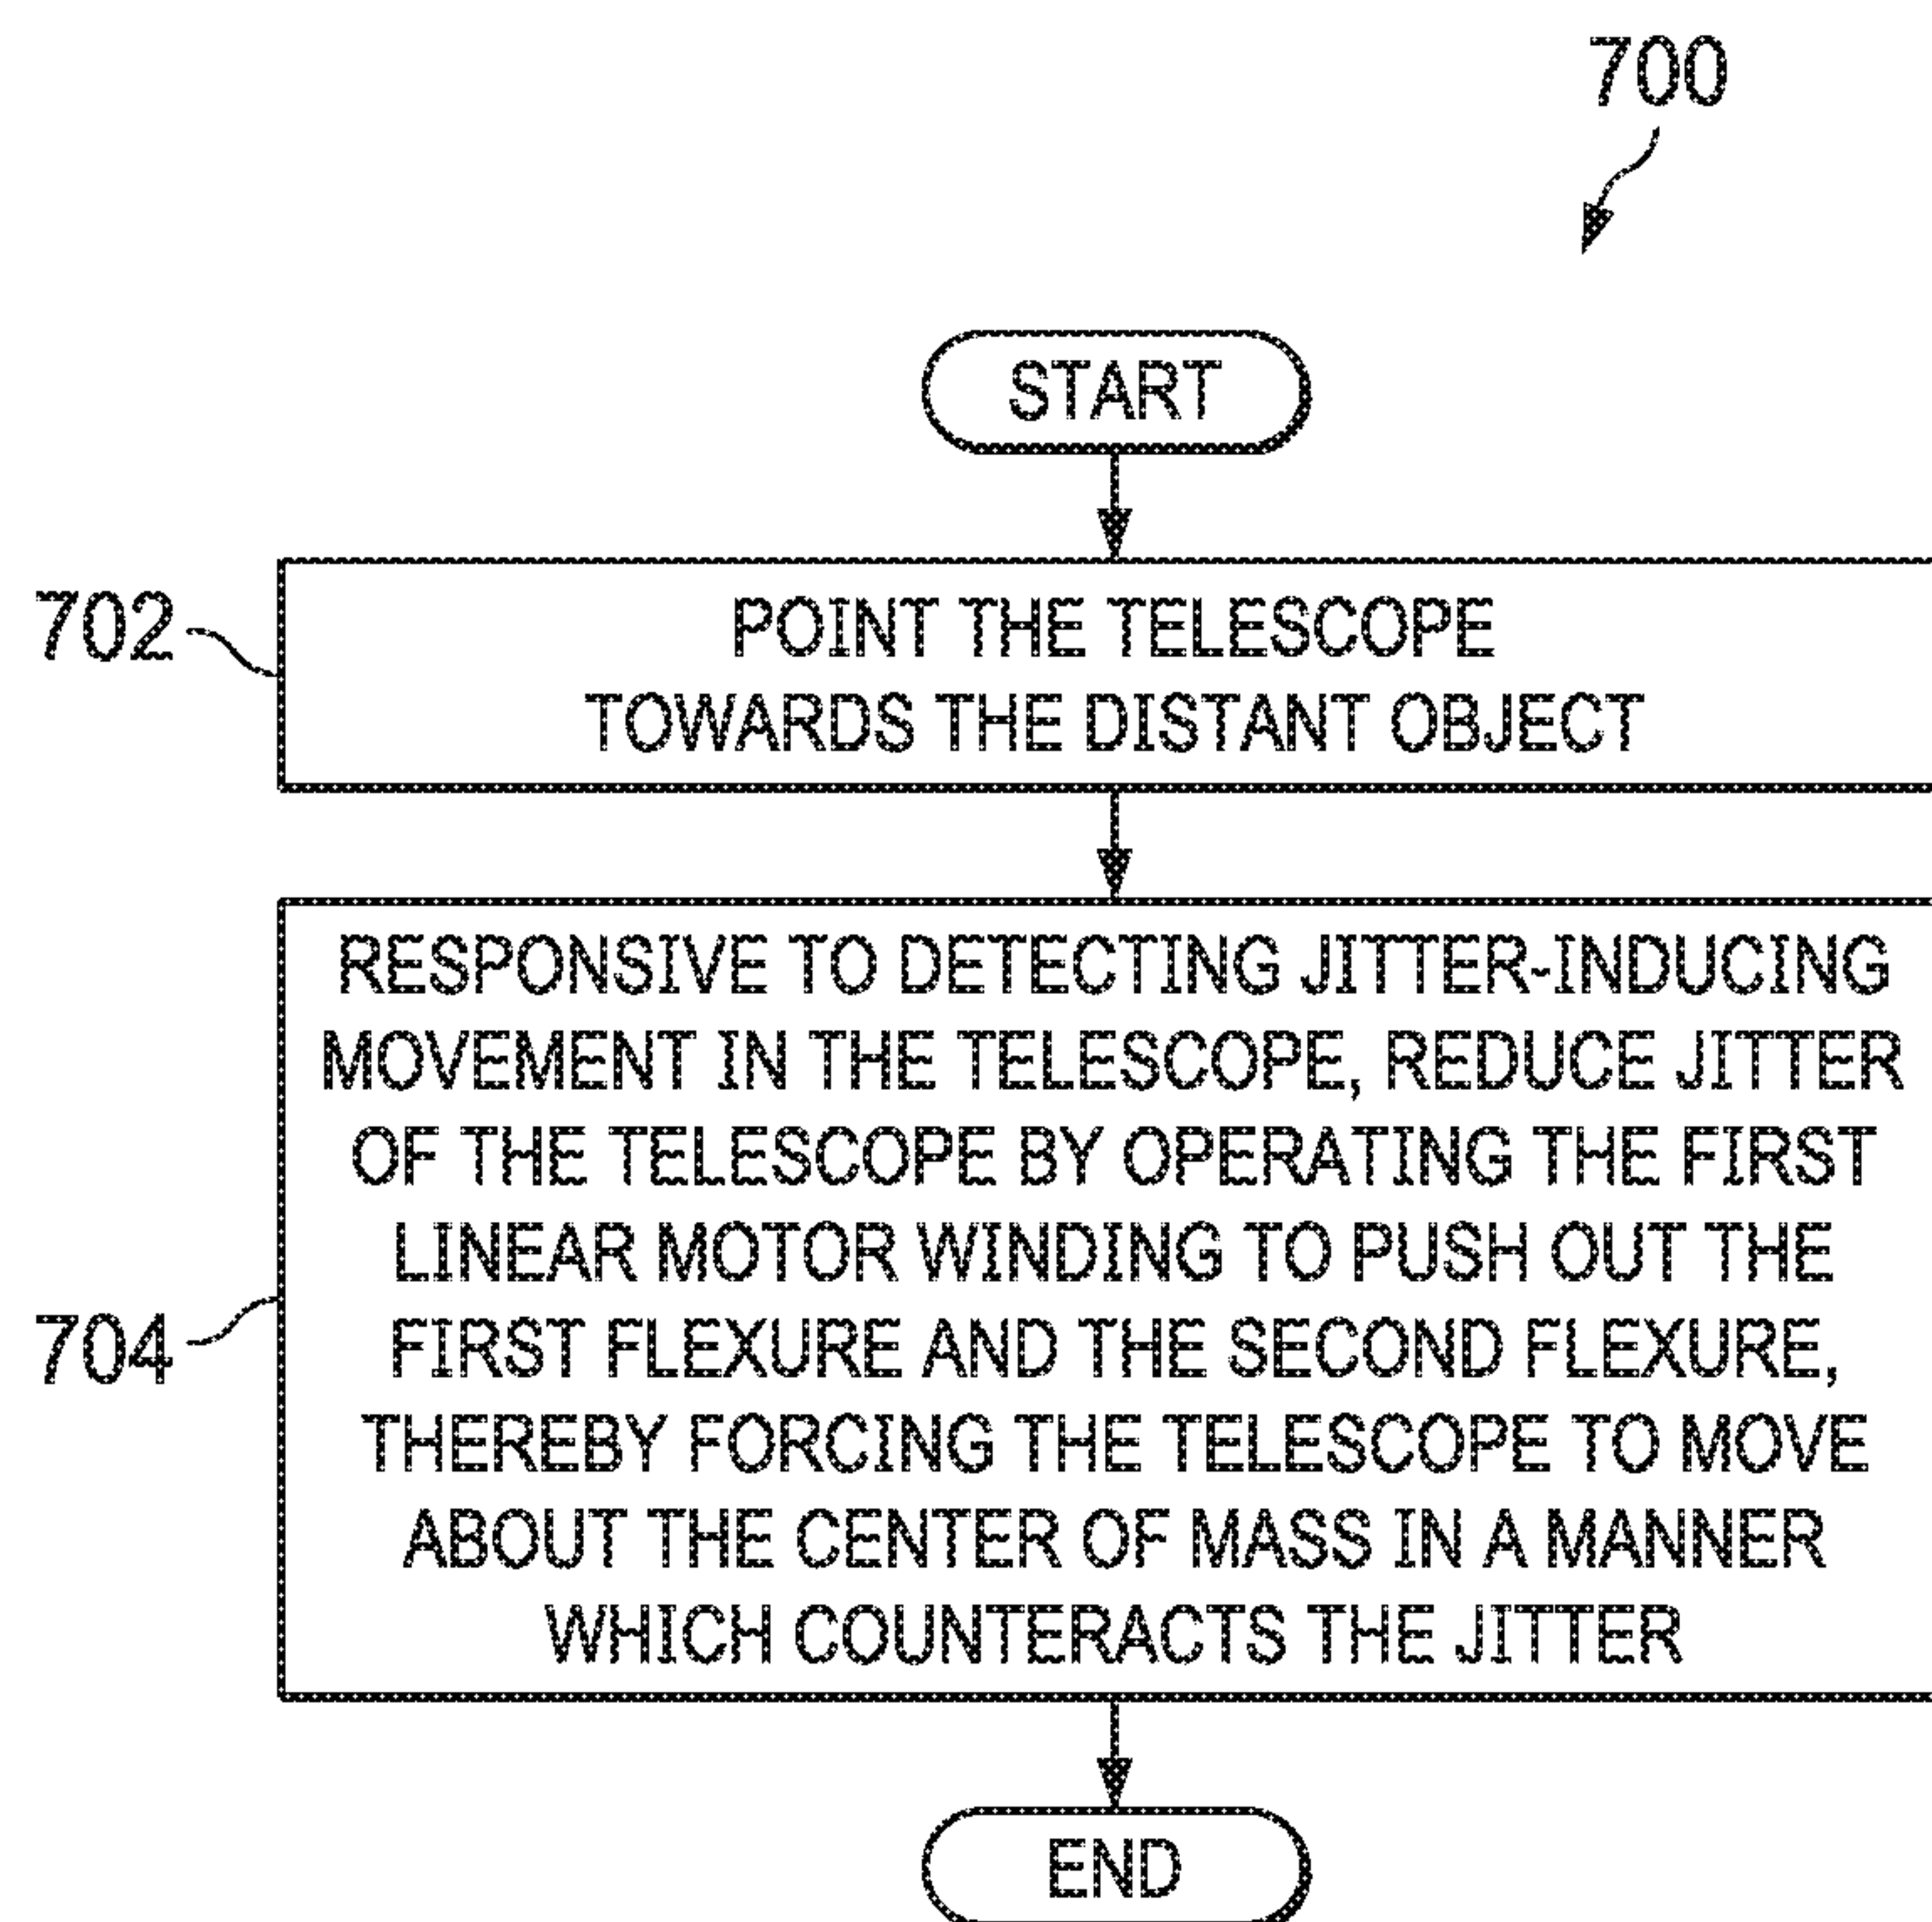 700
START
702
POINT THE TELESCOPE
TOWARDS THE DISTANT OBJECT
RESPONSIVE TO DETECTING JITTER-INDUCING
MOVEMENT IN THE TELESCOPE, REDUCE JITTER
OF THE TELESCOPE BY OPERATING THE FIRST
LINEAR MOTOR WINDING TO PUSH OUT THE
704
FIRST FLEXURE AND THE SECOND FLEXURE,
THEREBY FORCING THE TELESCOPE TO MOVE
ABOUT THE CENTER OF MASS IN A MANNER
WHICH COUNTERACTS THE JITTER
END